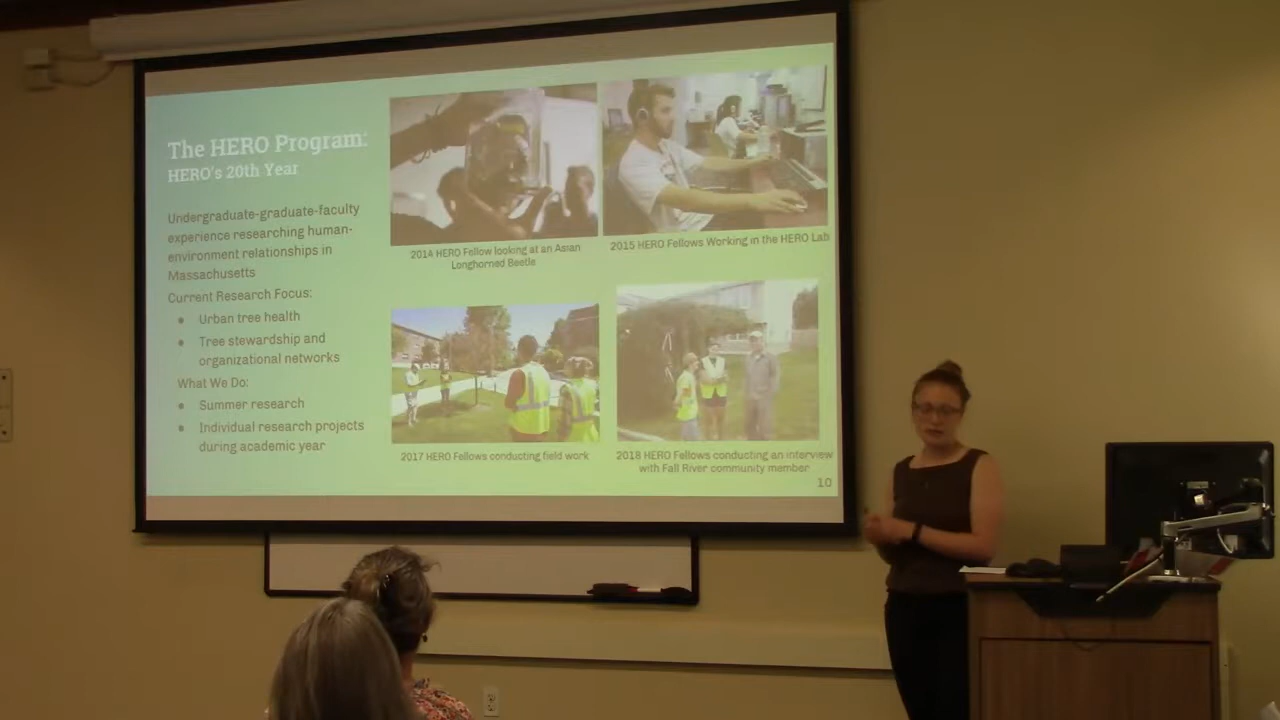 The HERO Program:
HERO's 20th Year
Undergraduate-graduate-faculty
experience researching human-
environment relationships in
Massachusetts
Current Research Focus:
• Urban tree health
• Tree stewardship and
organizational networks
What We Do:
• Summer research
• Individual research projects
during academic year
2014 HERO Fellow looking at an Asian
Longhorned Beetle
2015 HERO Fellows Working in the HERO Lab
2017 HERO Fellows conducting field work
2018 HERO Fellows conducting an interview
with Fall River community member
10